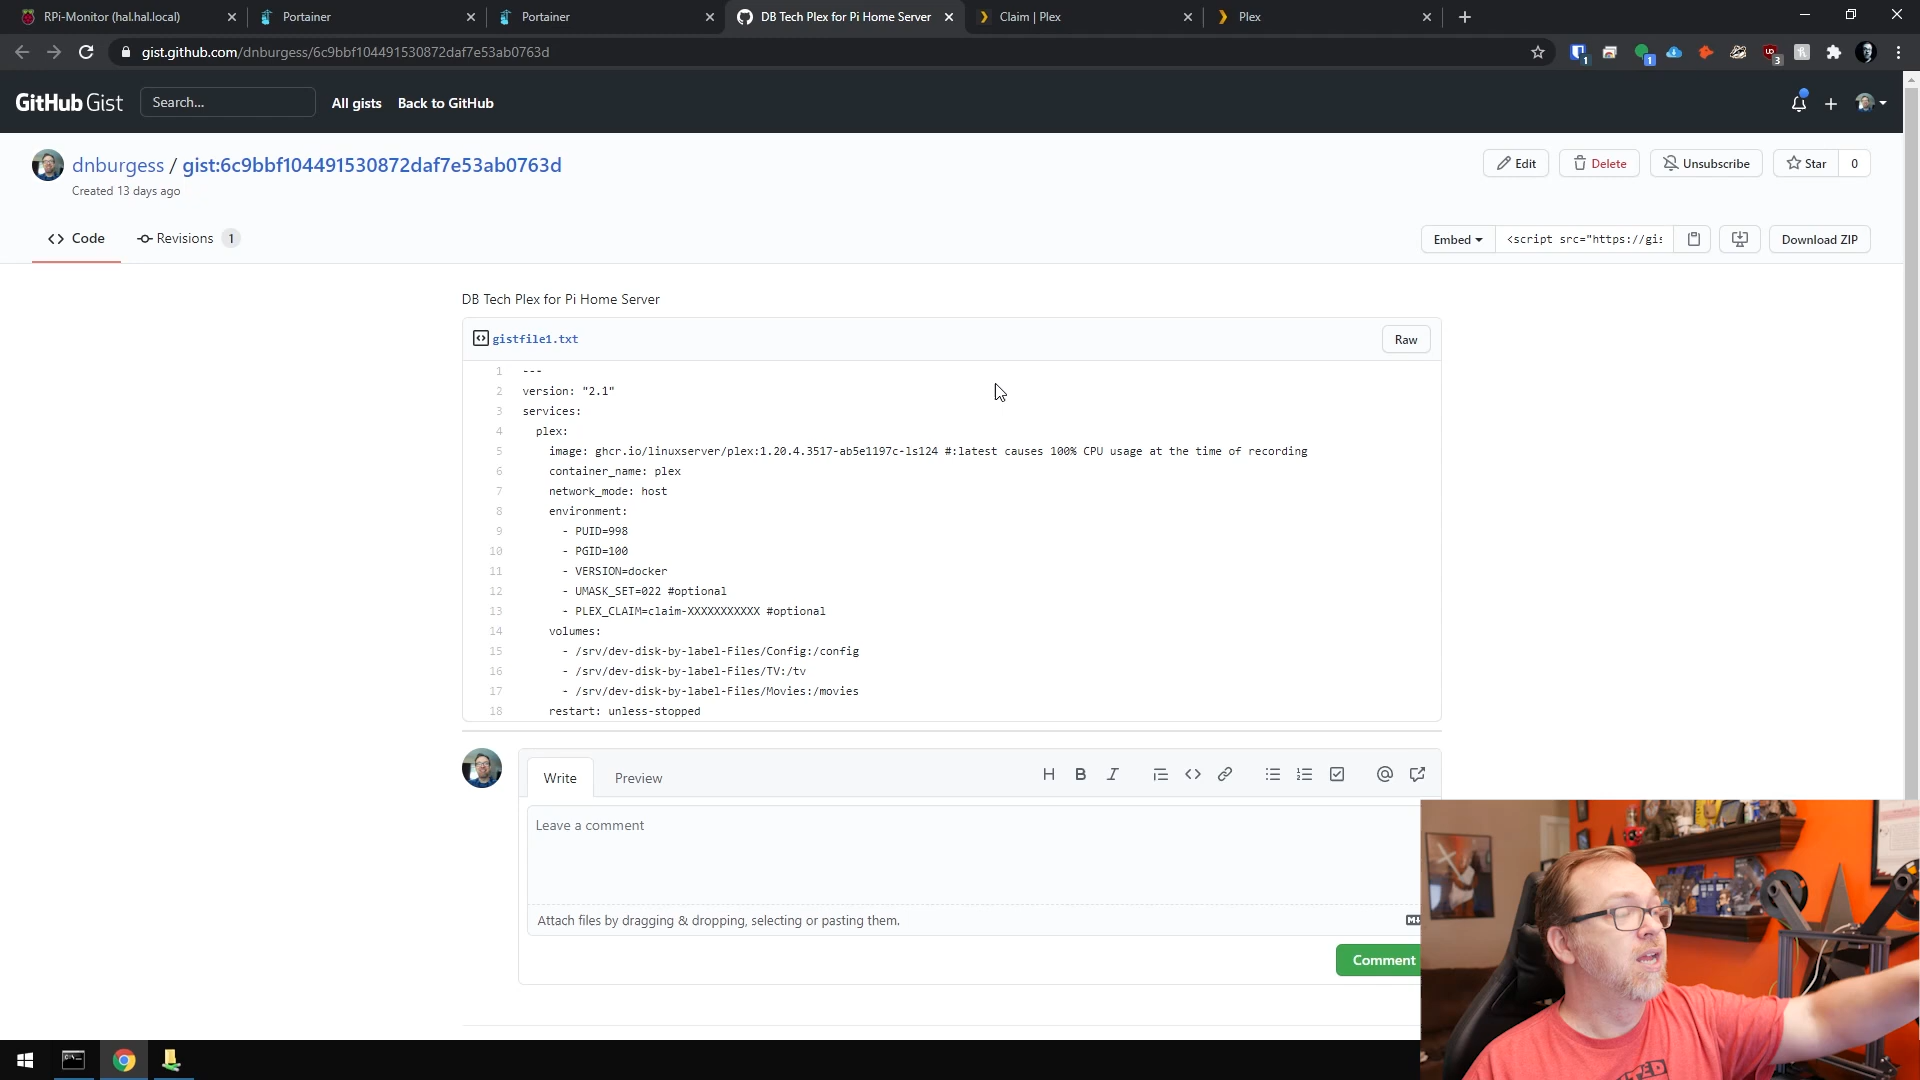 RPi-Monitor (hal.hal.local)
Portainer
Portainer
DB Tech Plex for Pi Home Server
Claim | Plex
Plex
gist.github.com/dnburgess/6c9bbf104491530872daf7e53ab0763d
1
1
3
GitHub Gist
Search...
All gists
Back to GitHub
dnburgess / gist:6c9bbf104491530872daf7e53ab0763d
Created 13 days ago
Edit
Delete
Unsubscribe
Star
0
Code
Revisions 1
Embed
<script src="https://gis
Download ZIP
DB Tech Plex for Pi Home Server
gistfile1.txt
Raw
1 ---
2 version: "2.1"
3 services:
4 plex:
5 image: ghcr.io/linuxserver/plex:1.20.4.3517-ab5e1197c-ls124 #:latest causes 100% CPU usage at the time of recording
6 container_name: plex
7 network_mode: host
8 environment:
9 - PUID=998
10 - PGID=100
11 - VERSION=docker
12 - UMASK_SET=022 #optional
13 - PLEX_CLAIM=claim-XXXXXXXXXXX #optional
14 volumes:
15 - /srv/dev-disk-by-label-Files/Config:/config
16 - /srv/dev-disk-by-label-Files/TV:/tv
17 - /srv/dev-disk-by-label-Files/Movies:/movies
18 restart: unless-stopped
Write
Preview
Leave a comment
Attach files by dragging & dropping, selecting or pasting them.
Comment